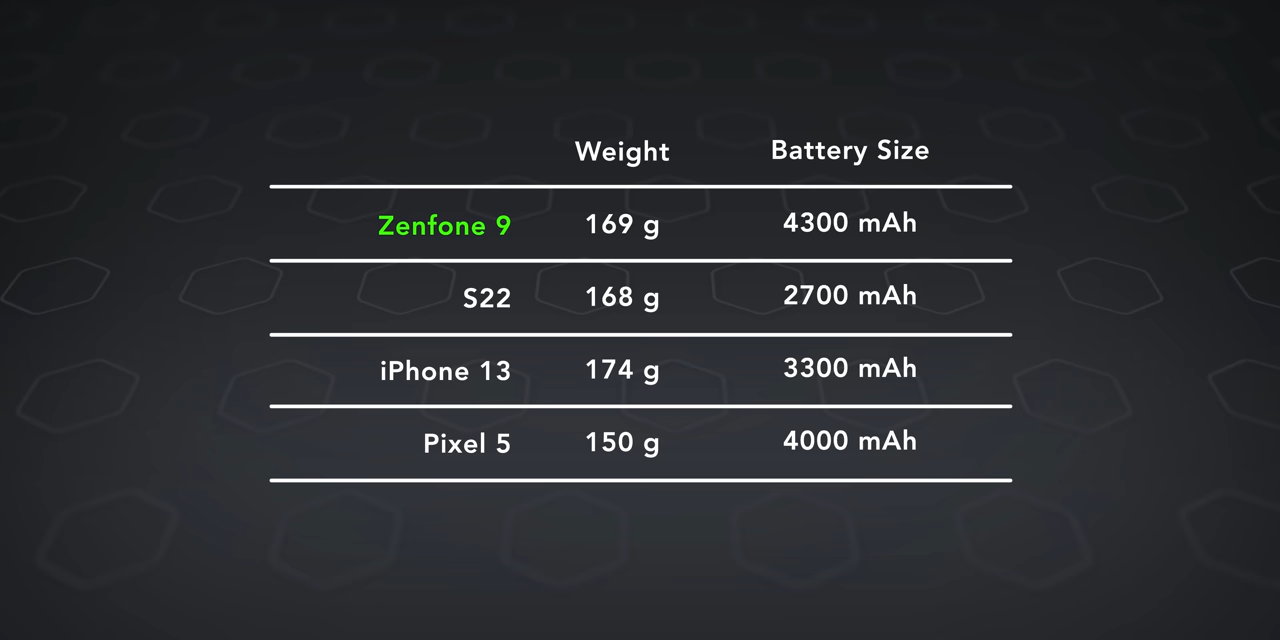 Weight Battery Size
Zenfone 9 169 g 4300 mAh
S22 168 g 2700 mAh
iPhone 13 174 g 3300 mAh
Pixel 5 150 g 4000 mAh